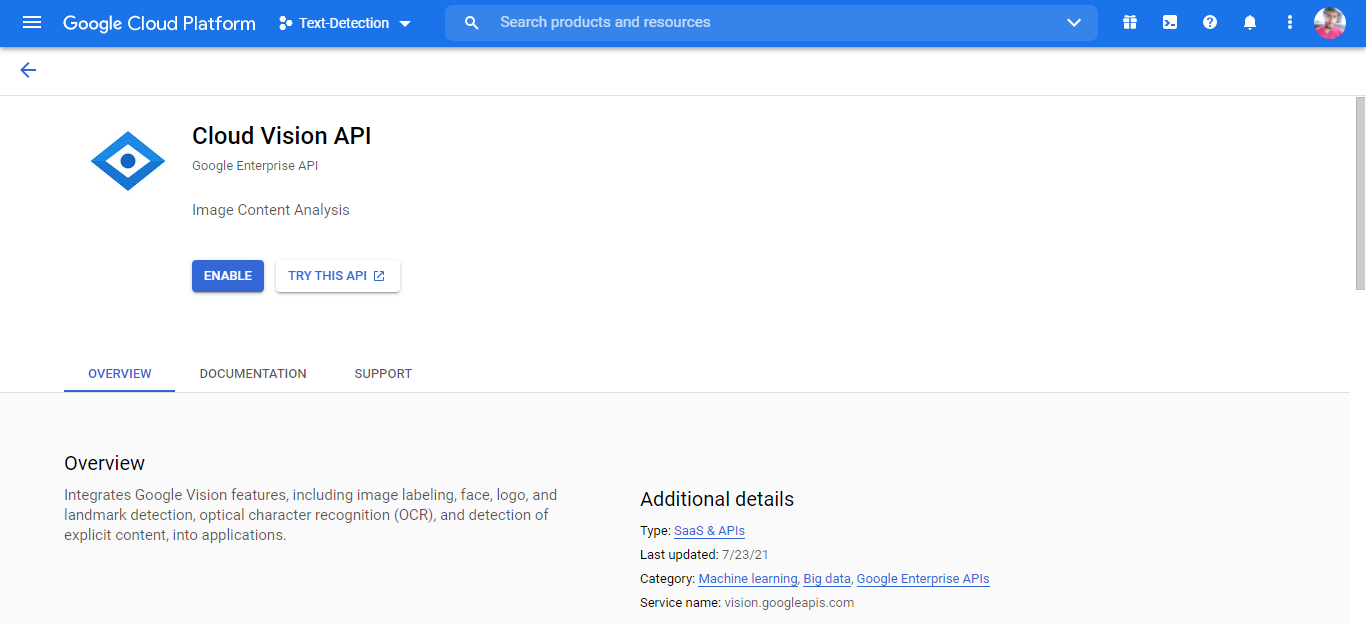 Google Cloud Platform
Text-Detection
Search products and resources
Cloud Vision API
Google Enterprise API
Image Content Analysis
ENABLE
TRY THIS API
OVERVIEW
DOCUMENTATION
SUPPORT
Overview
Integrates Google Vision features, including image labeling, face, logo, and
landmark detection, optical character recognition (OCR), and detection of
explicit content, into applications.
Additional details
Type: SaaS & APIs
Last updated: 7/23/21
Category: Machine learning, Big data, Google Enterprise APIs
Service name: vision.googleapis.com